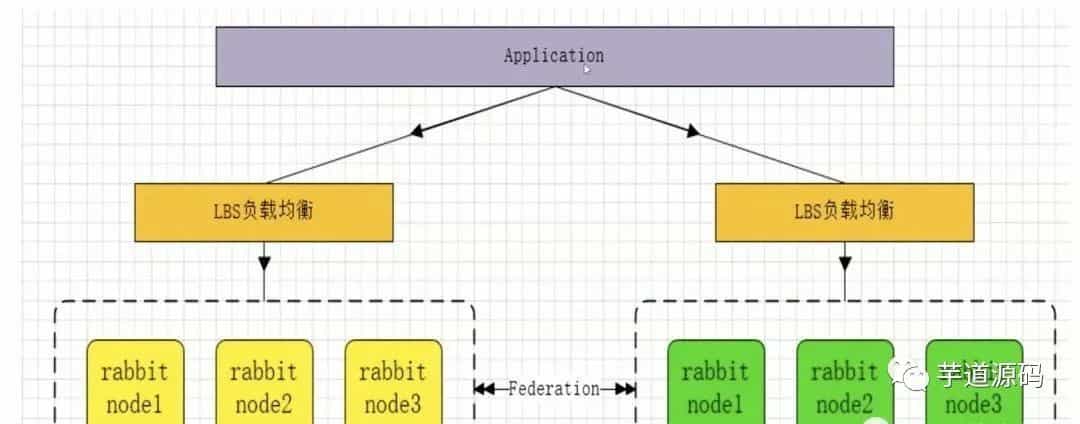 Application
LBS负载均衡
LBS负载均衡
rabbit
node1
rabbit
node2
rabbit
node3
Federation
rabbit
node1
rabbit
node2
node3
芋道源码